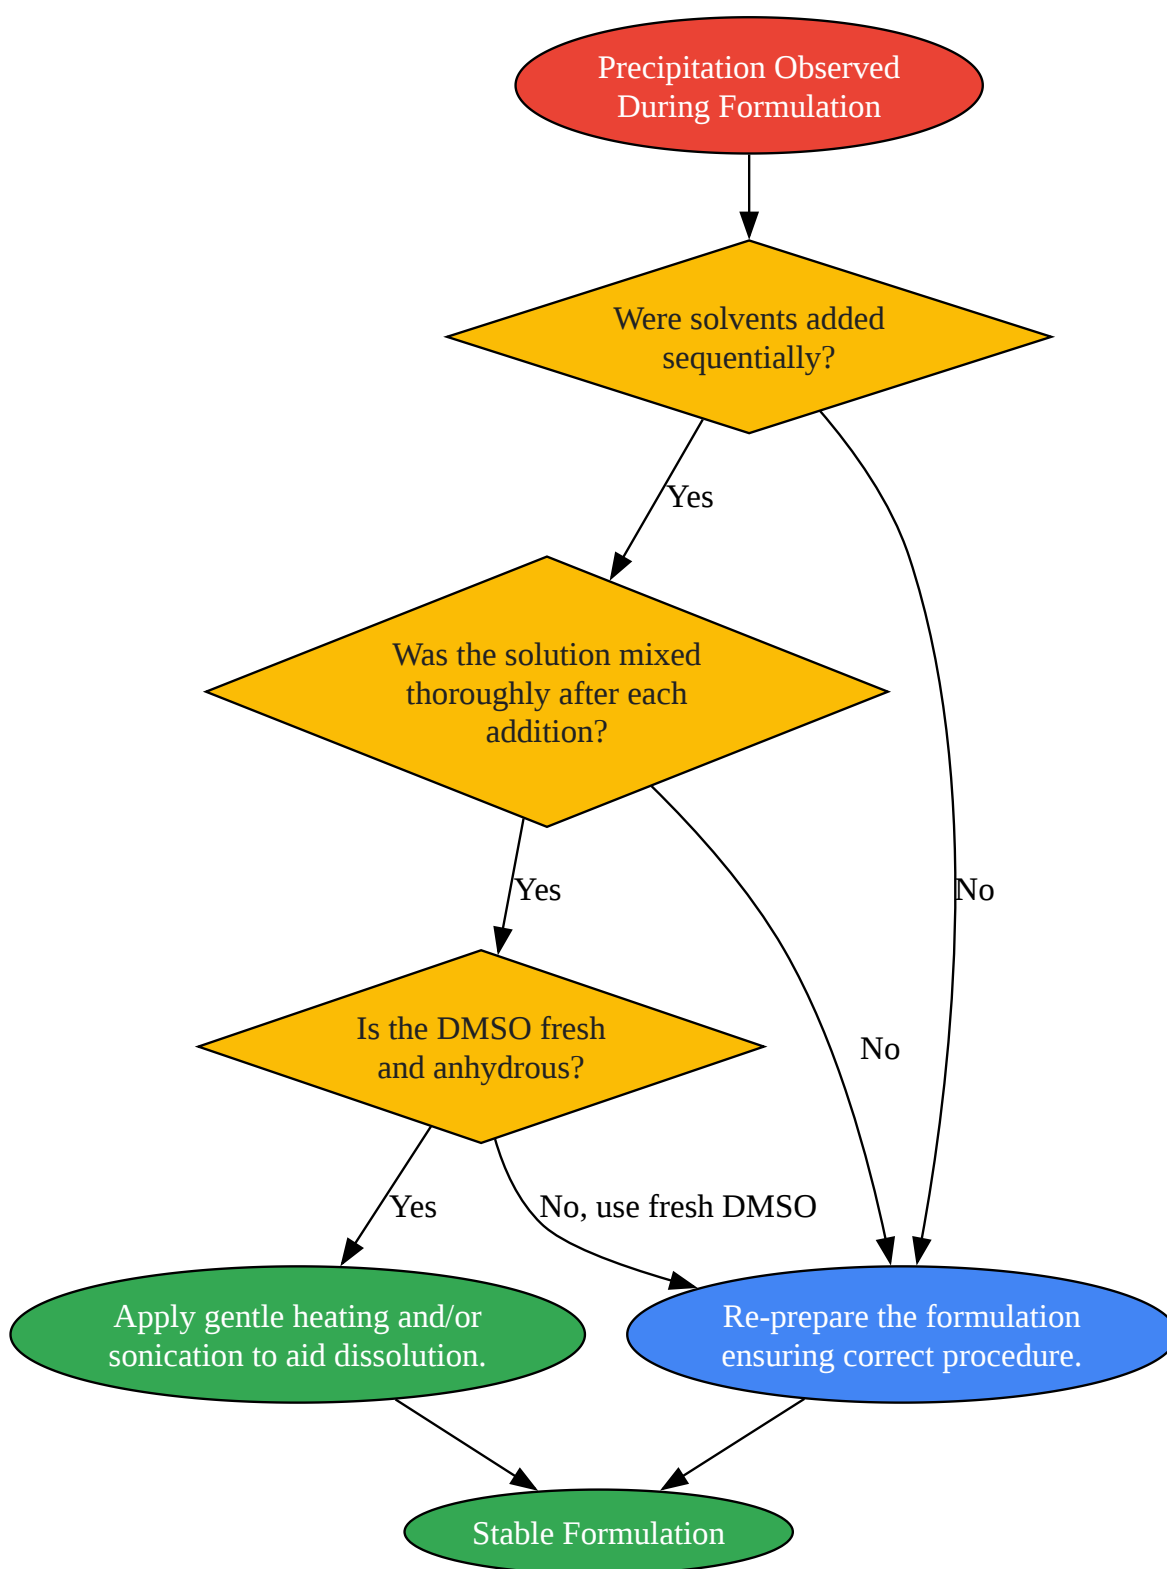 Precipitation Observed
During Formulation
Were solvents added
sequentially?
Yes
Was the solution mixed
thoroughly after each
addition?
Yes
No
Is the DMSO fresh
and anhydrous?
No
Yes
No, use fresh DMSO
Apply gentle heating and/or
sonication to aid dissolution.
Re-prepare the formulation
ensuring correct procedure.
Stable Formulation